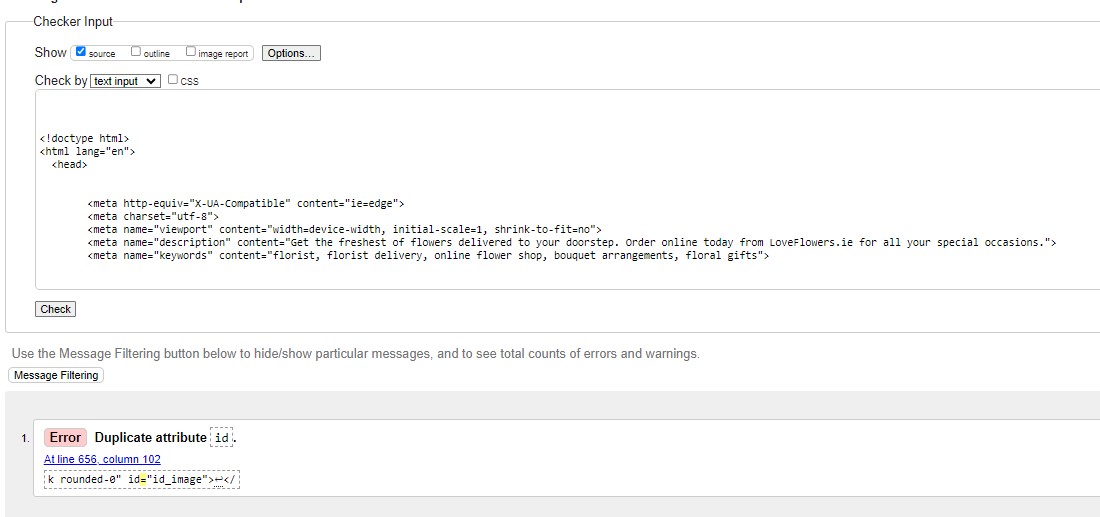 Checker Input
Show source outline image report Options...
Check by text input css
<!doctype html>
<html lang="en">
<head>
<meta http-equiv="X-UA-Compatible" content="ie=edge">
<meta charset="utf-8">
<meta name="viewport" content="width=device-width, initial-scale=1, shrink-to-fit=no">
<meta name="description" content="Get the freshest of flowers delivered to your doorstep. Order online today from LoveFlowers.ie for all your special occasions.">
<meta name="keywords" content="florist, florist delivery, online flower shop, bouquet arrangements, floral gifts">
Check
Use the Message Filtering button below to hide/show particular messages, and to see total counts of errors and warnings.
Message Filtering
1. Error Duplicate attribute id.
At line 656, column 102
k rounded-0" id="id_image">↩</